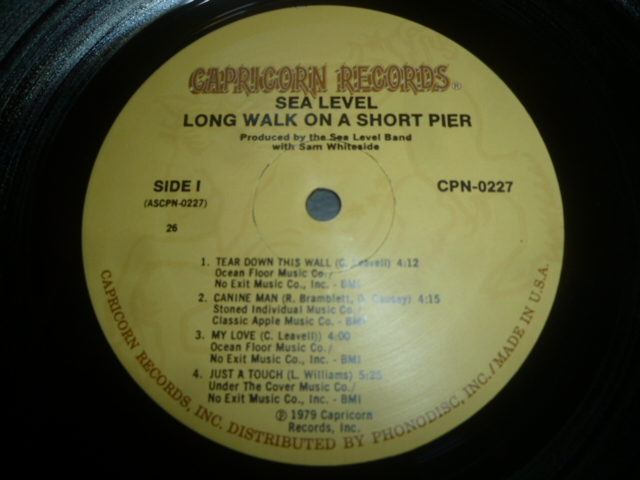 CAPRICORN RECORDS®
SEA LEVEL
LONG WALK ON A SHORT PIER
Produced by the Sea Level Band
with Sam Whiteside
SIDE I
(ASCPN-0227)
26
CPN-0227
1. TEAR DOWN THIS WALL (C. Leavell) 4:12
Ocean Floor Music Co./
No Exit Music Co., Inc. - BMI
2. CANINE MAN (R. Bramblett, D. Causey) 4:15
Stoned Individual Music Co./
Classic Apple Music Co. - BMI
3. MY LOVE (C. Leavell) 4:00
Ocean Floor Music Co./
No Exit Music Co., Inc. - BMI
4. JUST A TOUCH (L. Williams) 5:25
Under The Cover Music Co./
No Exit Music Co., Inc. - BMI
℗ 1979 Capricorn
Records, Inc.
CAPRICORN RECORDS, INC. DISTRIBUTED BY PHONODISC, INC./MADE IN U.S.A.